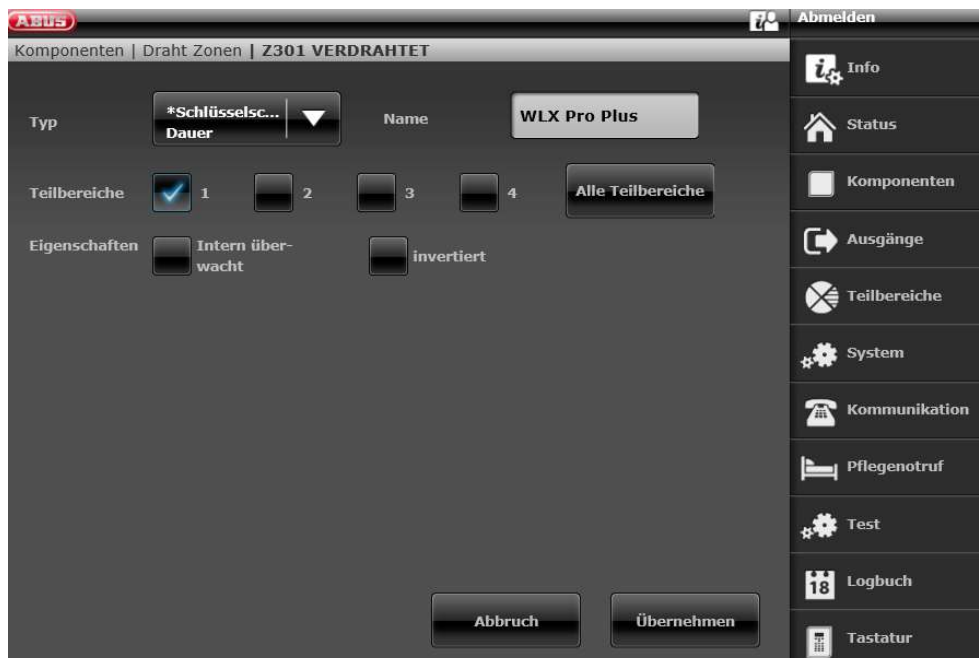 ABUS
Abmelden
Komponenten | Draht Zonen | Z301 VERDRAHTET
Info
Typ
*Schlüsselsc...
Dauer
Name
WLX Pro Plus
Status
Teilbereiche
1
2
3
4
Alle Teilbereiche
Komponenten
Eigenschaften
Intern über-
wacht
invertiert
Ausgänge
Teilbereiche
System
Kommunikation
Pflegenotruf
Test
18
Logbuch
Abbruch
Übernehmen
Tastatur